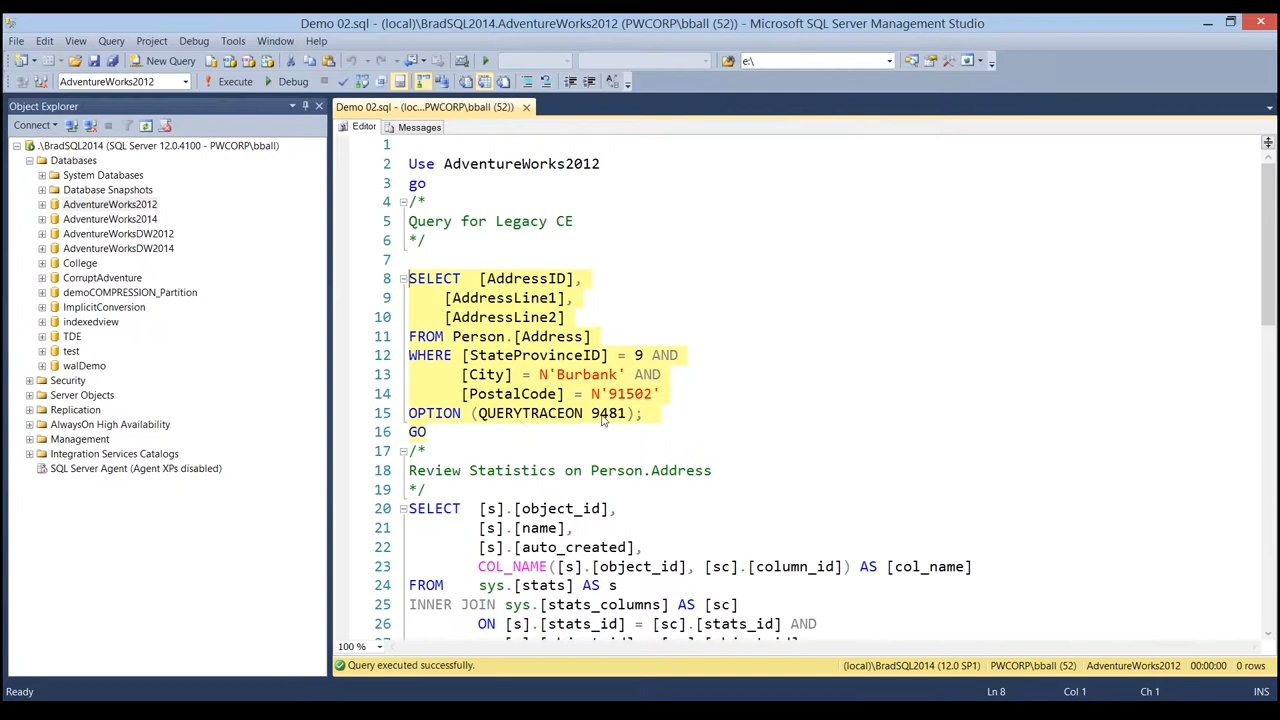 Demo 02.sql - (local)\BradSQL2014.AdventureWorks2012 (PWCORP\bball (52)) - Microsoft SQL Server Management Studio
File Edit View Query Project Debug Tools Window Help
New Query e:\
AdventureWorks2012 Execute Debug
Object Explorer
Connect
.\BradSQL2014 (SQL Server 12.0.4100 - PWCORP\bball)
Databases
System Databases
Database Snapshots
AdventureWorks2012
AdventureWorks2014
AdventureWorksDW2012
AdventureWorksDW2014
College
CorruptAdventure
demoCOMPRESSION_Partition
ImplicitConversion
indexedview
TDE
test
walDemo
Security
Server Objects
Replication
AlwaysOn High Availability
Management
Integration Services Catalogs
SQL Server Agent (Agent XPs disabled)
Demo 02.sql - (loc...PWCORP\bball (52))
Editor Messages
1
2 Use AdventureWorks2012
3 go
4 /*
5 Query for Legacy CE
6 */
7
8 SELECT [AddressID],
9 [AddressLine1],
10 [AddressLine2]
11 FROM Person.[Address]
12 WHERE [StateProvinceID] = 9 AND
13 [City] = N'Burbank' AND
14 [PostalCode] = N'91502'
15 OPTION (QUERYTRACEON 9481);
16 GO
17 /*
18 Review Statistics on Person.Address
19 */
20 SELECT [s].[object_id],
21 [s].[name],
22 [s].[auto_created],
23 COL_NAME([s].[object_id], [sc].[column_id]) AS [col_name]
24 FROM sys.[stats] AS s
25 INNER JOIN sys.[stats_columns] AS [sc]
26 ON [s].[stats_id] = [sc].[stats_id] AND
100 %
Query executed successfully. (local)\BradSQL2014 (12.0 SP1) PWCORP\bball (52) AdventureWorks2012 00:00:00 0 rows
Ready Ln 8 Col 1 Ch 1 INS